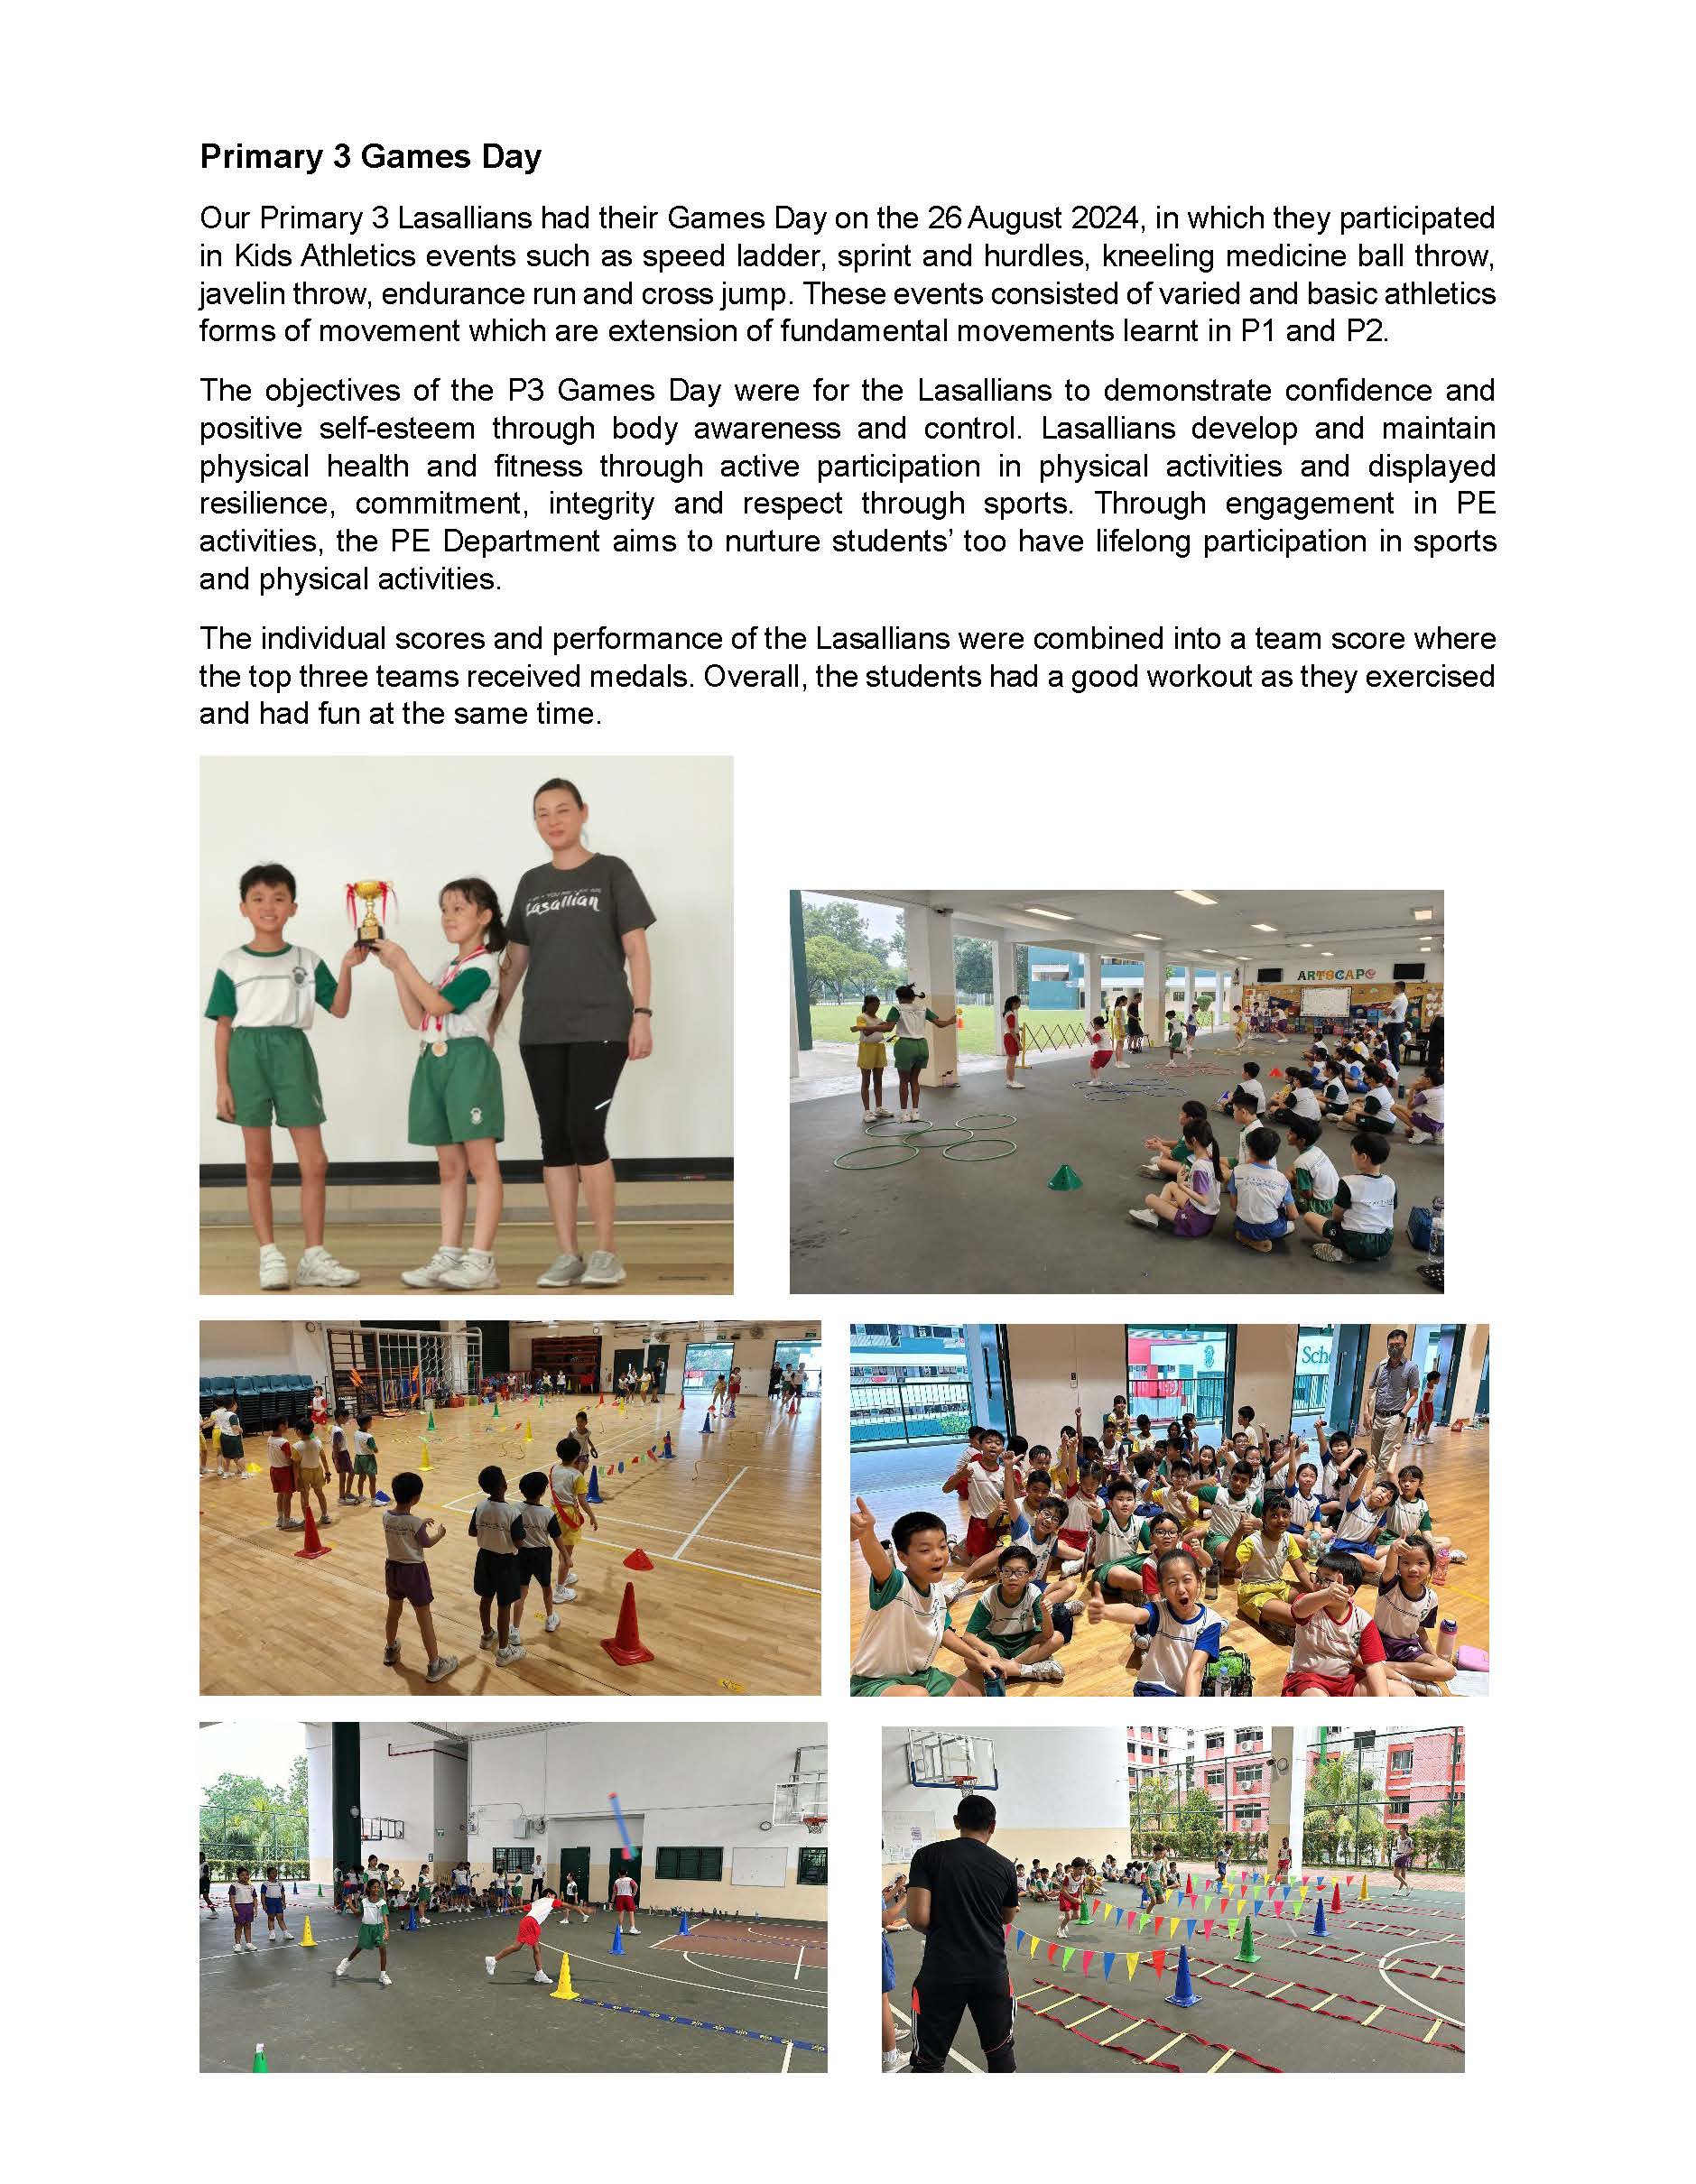 Primary 3 Games Day
Our Primary 3 Lasallians had their Games Day on the 26 August 2024, in which they participated
in Kids Athletics events such as speed ladder, sprint and hurdles, kneeling medicine ball throw,
javelin throw, endurance run and cross jump. These events consisted of varied and basic athletics
forms of movement which are extension of fundamental movements learnt in P1 and P2.
The objectives of the P3 Games Day were for the Lasallians to demonstrate confidence and
positive self-esteem through body awareness and control. Lasallians develop and maintain
physical health and fitness through active participation in physical activities and displayed
resilience, commitment, integrity and respect through sports. Through engagement in PE
activities, the PE Department aims to nurture students’ too have lifelong participation in sports
and physical activities.
The individual scores and performance of the Lasallians were combined into a team score where
the top three teams received medals. Overall, the students had a good workout as they exercised
and had fun at the same time.
Lasallian
ARTSCAPE
Scho